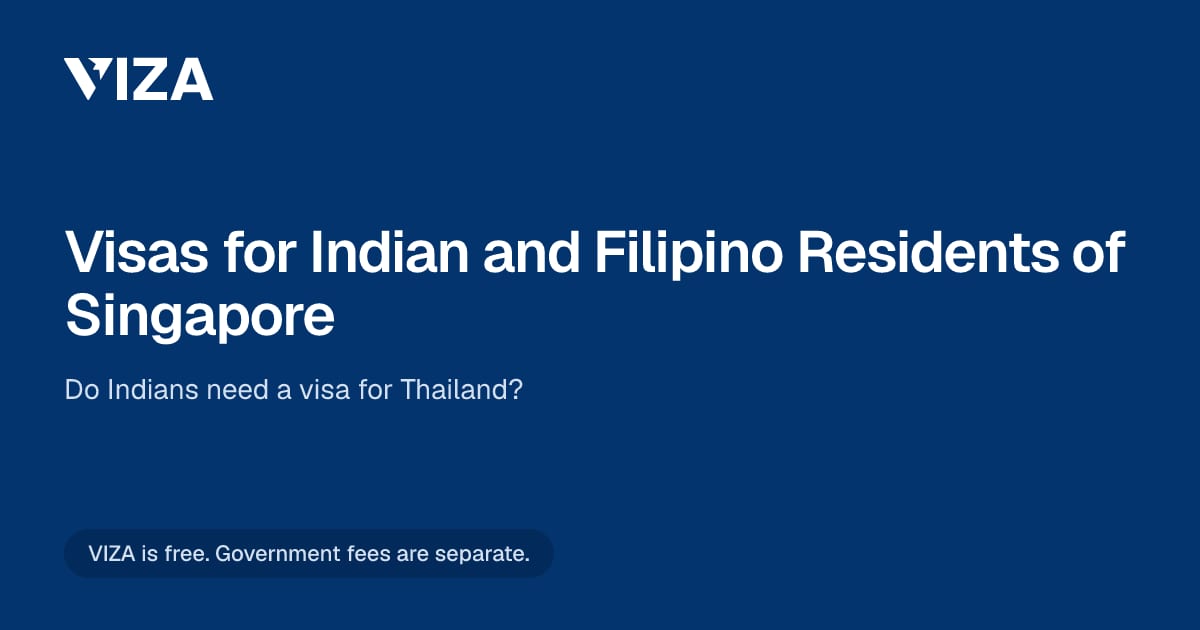 VIZA
Visas for Indian and Filipino Residents of
Singapore
Do Indians need a visa for Thailand?
VIZA is free. Government fees are separate.